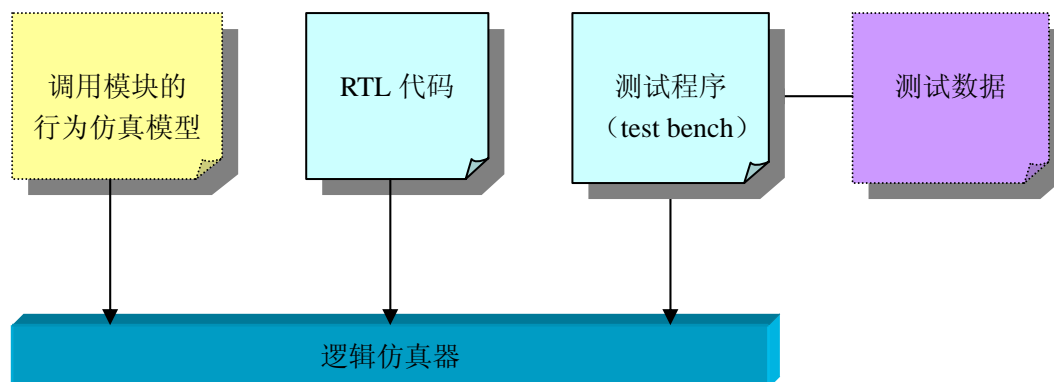 调用模块的
行为仿真模型
RTL 代码
测试程序
（test bench）
测试数据
逻辑仿真器